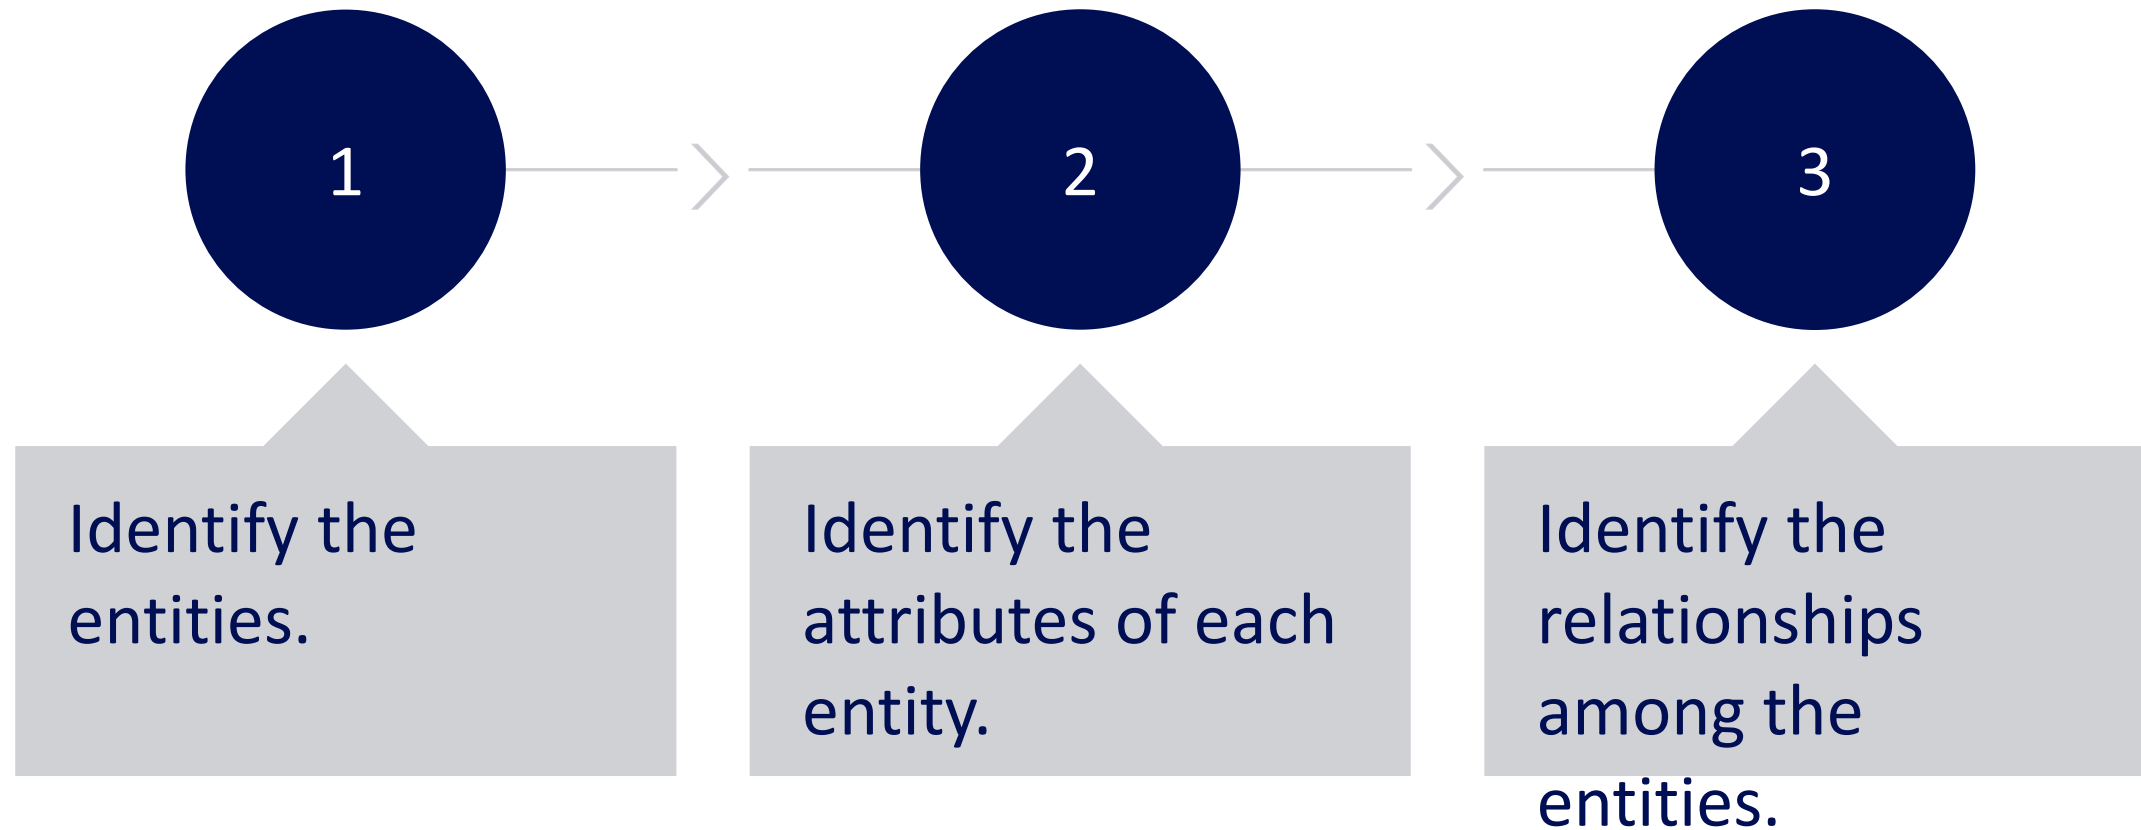 1
2
3
Identify the
entities.
Identify the
attributes of each
entity.
Identify the
relationships
among the
entities.